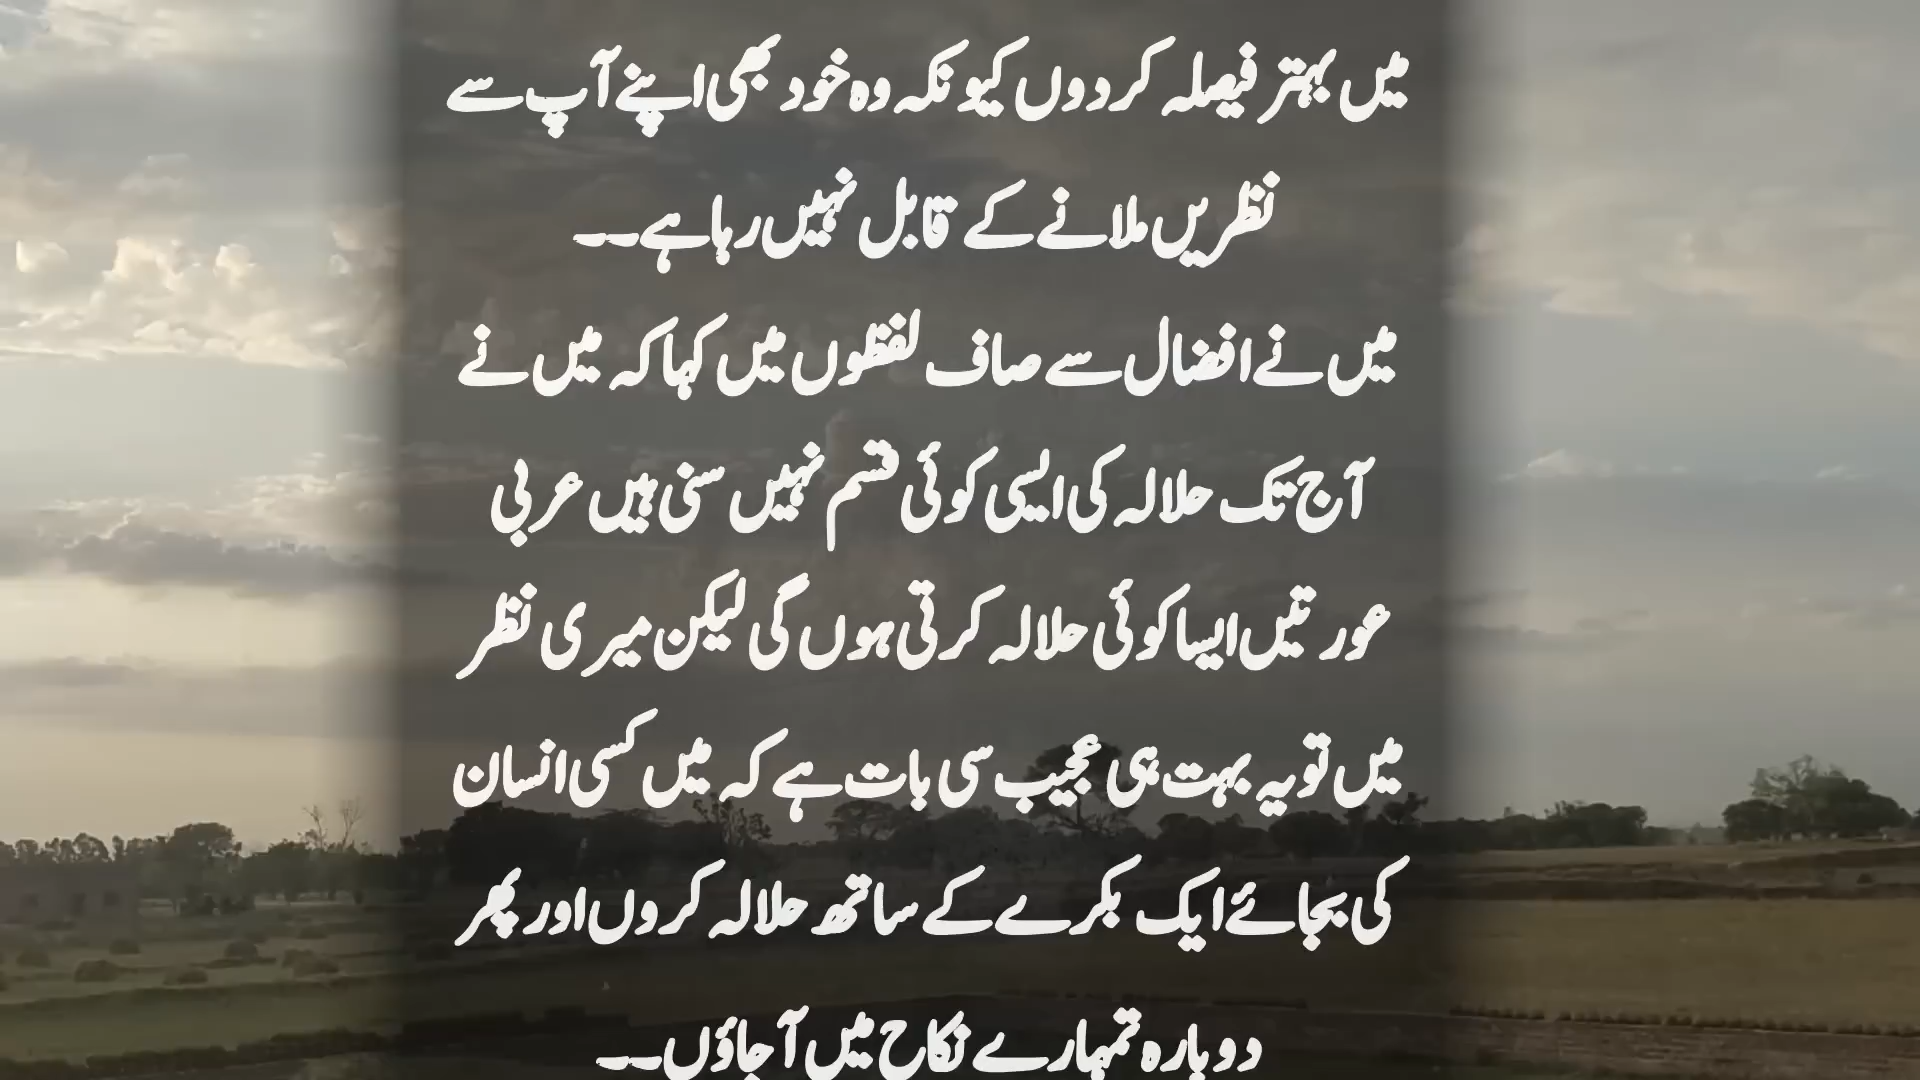 میں بہتر فیصلہ کر دوں کیونکہ وہ خود بھی اپنے آپ سے
نظریں ملانے کے قابل نہیں رہا ہے۔۔
میں نے افضال سے صاف لفظوں میں کہا کہ میں نے
آج تک حلالہ کی ایسی کوئی قسم نہیں سنی ہیں عربی
عورتیں ایسا کوئی حلالہ کرتی ہوں گی لیکن میری نظر
میں تو یہ بہت ہی عجیب سی بات ہے کہ میں کسی انسان
کی بجائے ایک بکرے کے ساتھ حلالہ کروں اور پھر
دوبارہ تمہارے نکاح میں آجاؤں۔۔